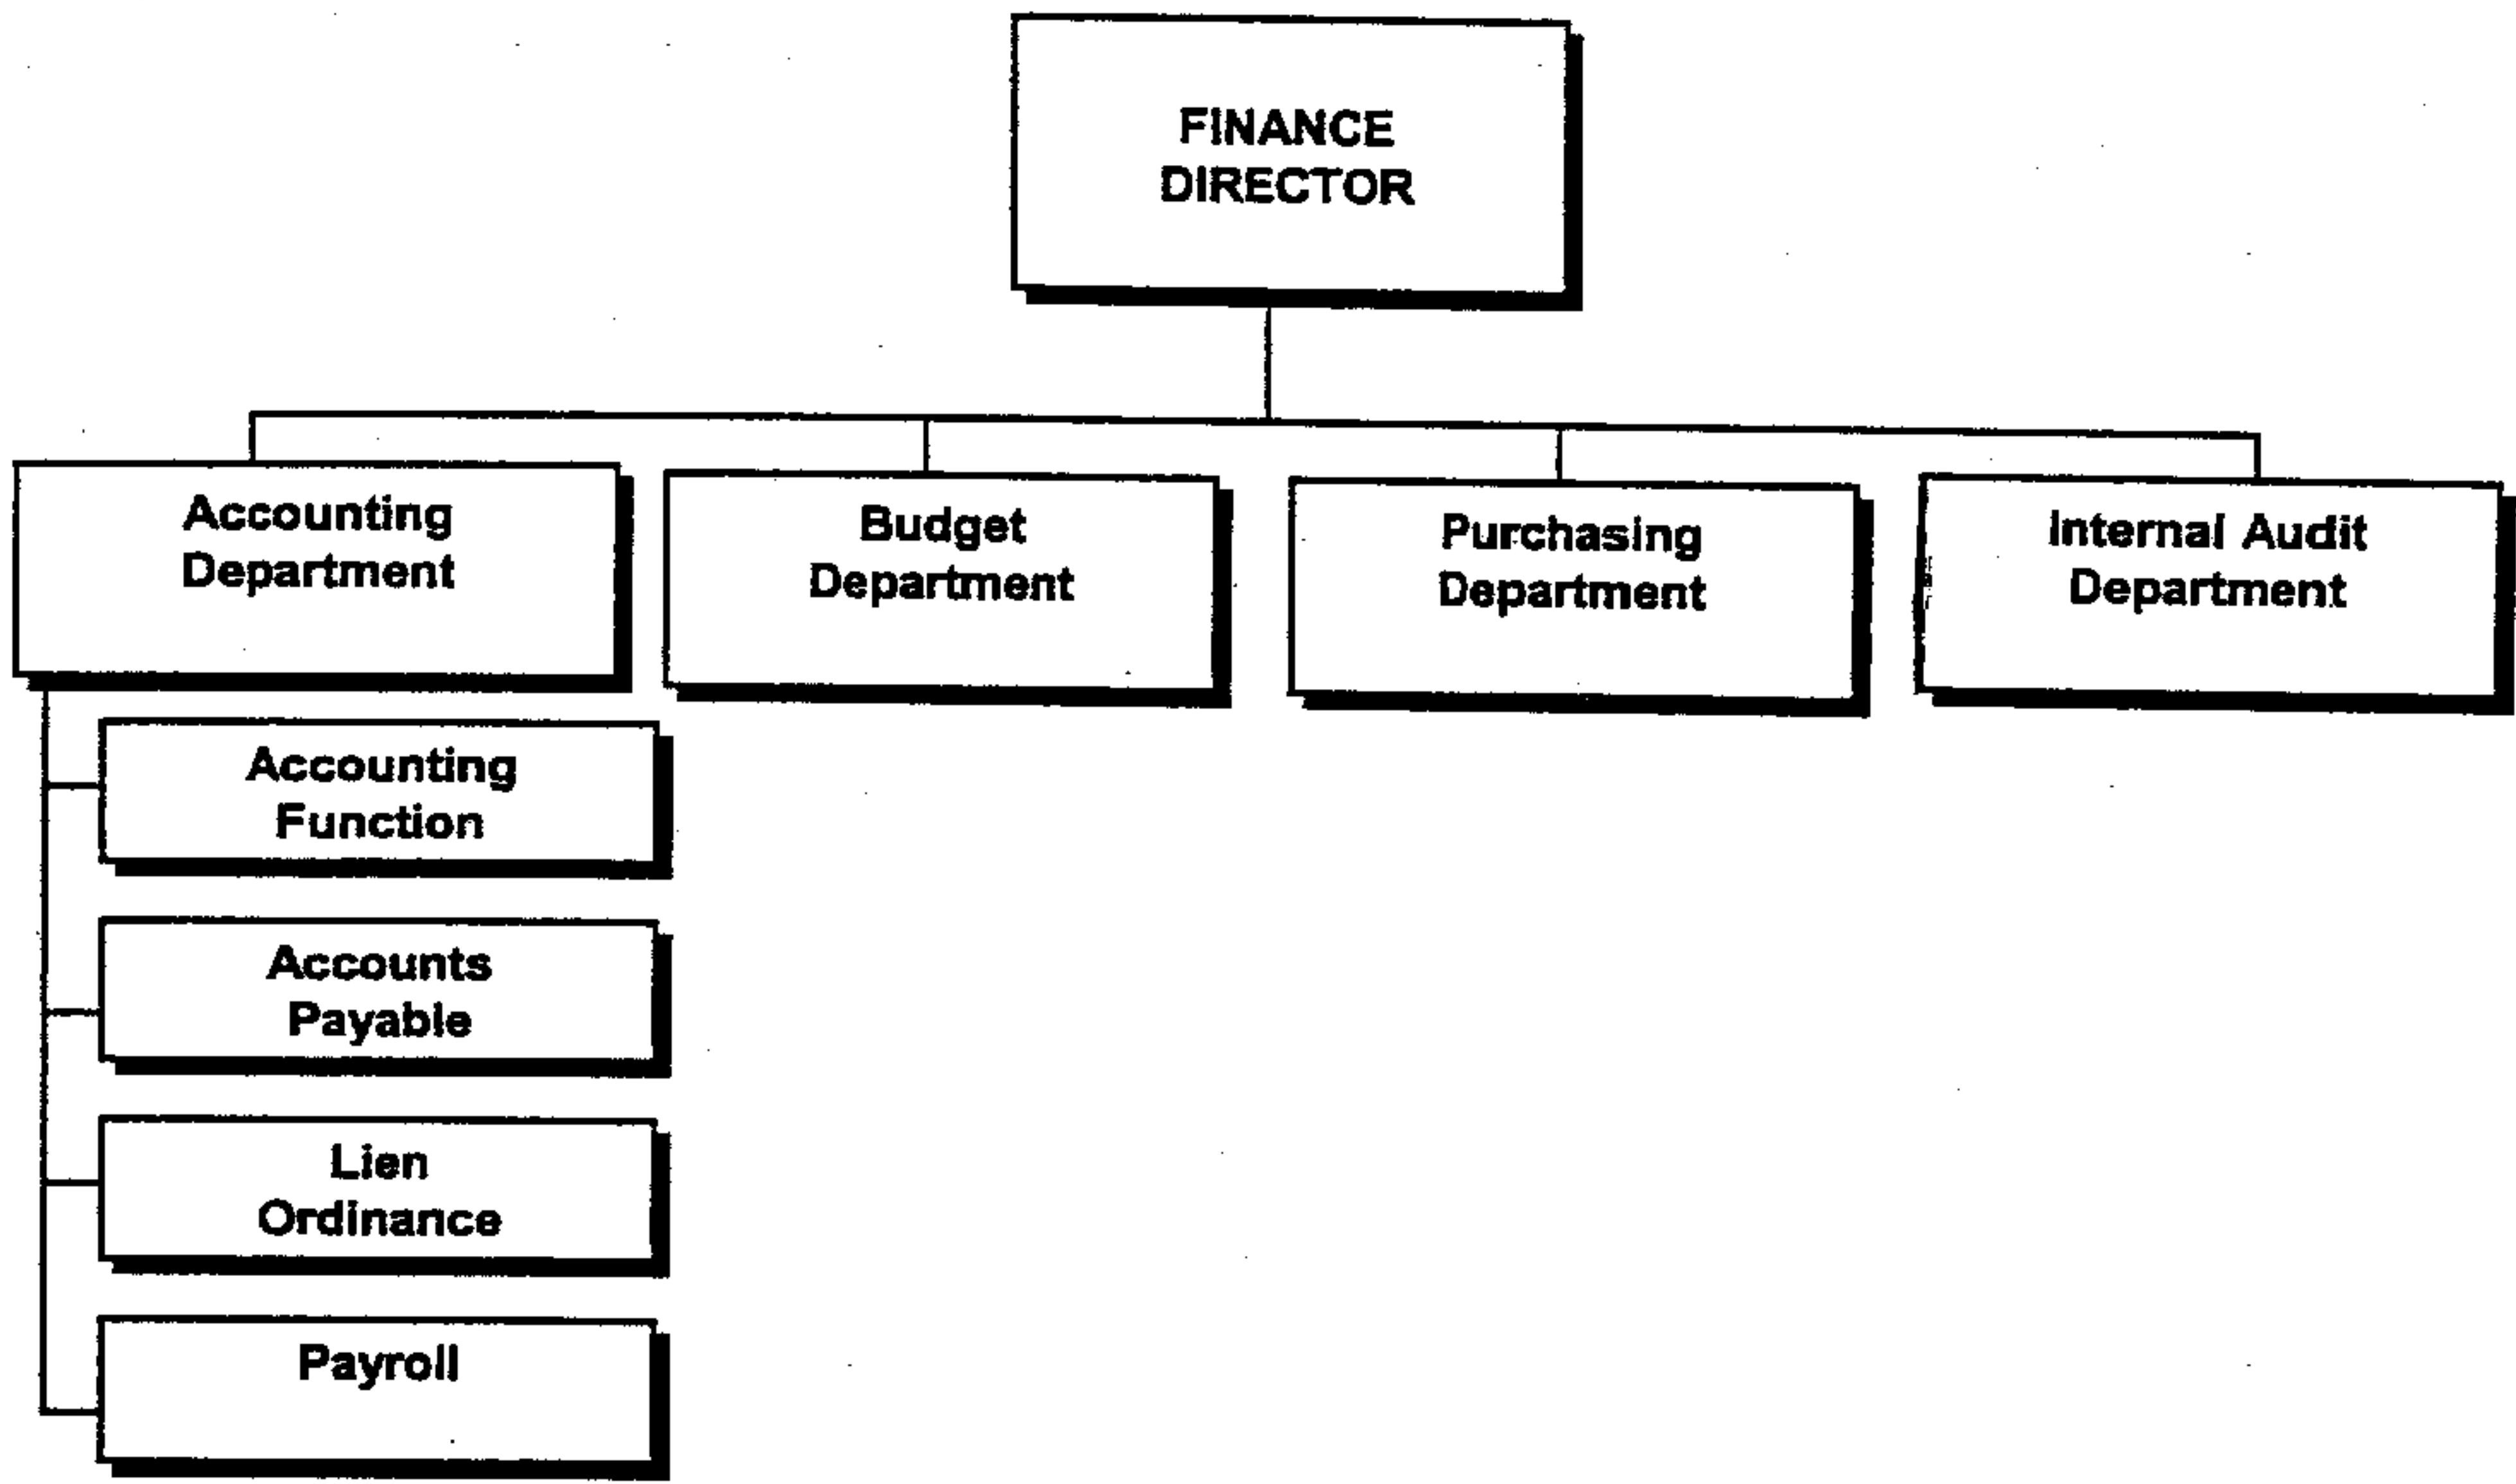 FINANCE
DIRECTOR
Accounting
Department
Budget
Department
Purchasing
Department
Internal Audit
Department
Accounting
Function
Accounts
Payable
Lien
Ordinance
Payroll